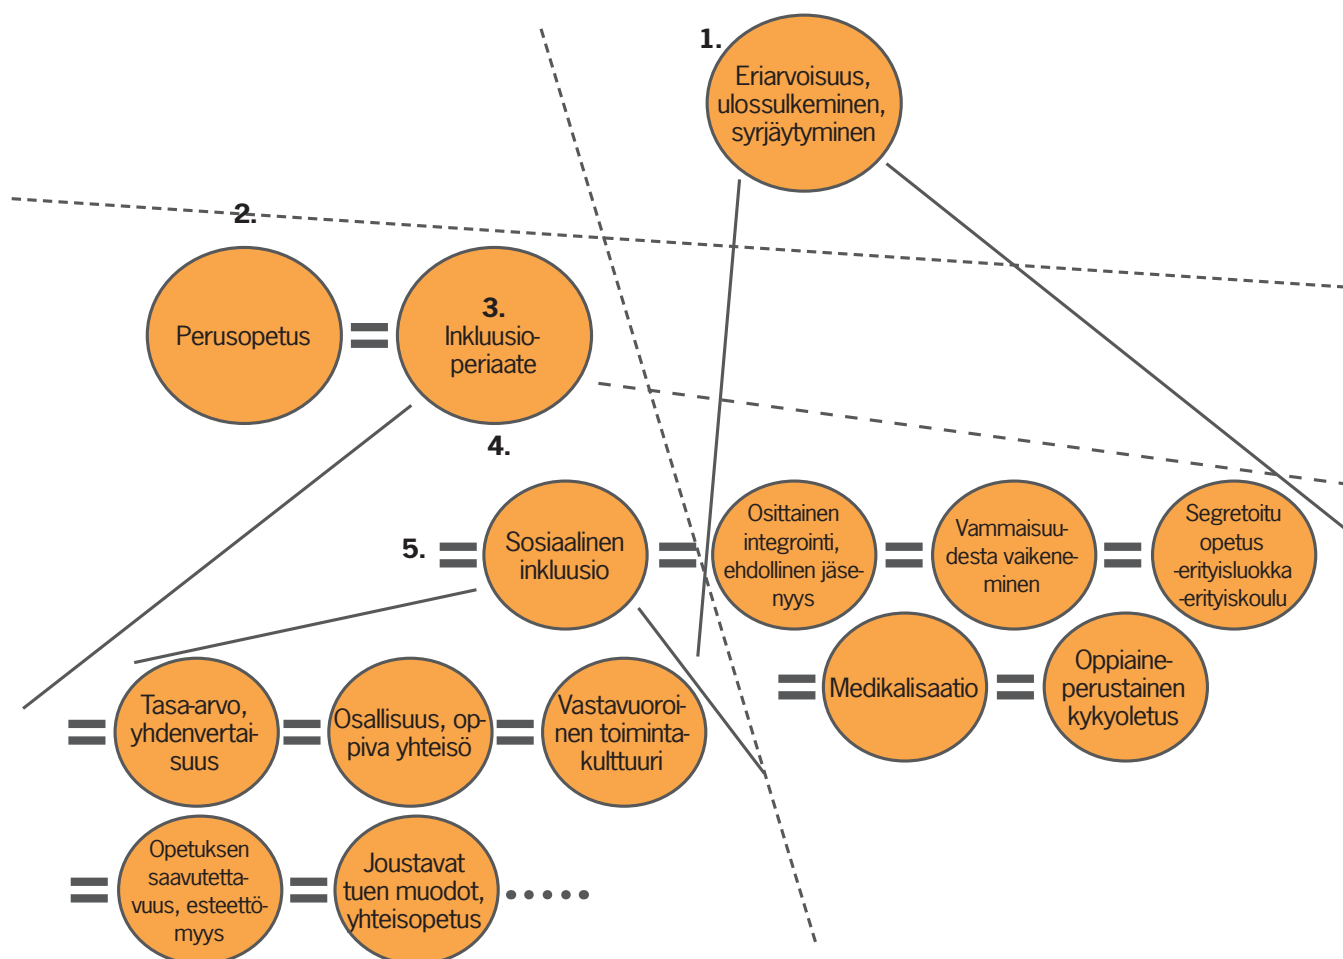 1.
Eriarvoisuus,
ulossulkeminen,
syrjäytyminen
2.
Perusopetus
=
3.
Inkluusio-
periaate
4.
5.
=
Sosiaalinen
inkluusio
=
Osittainen
integrointi,
ehdollinen jäse-
nyys
=
Vammaisuu-
desta vaikene-
minen
=
Segretoitu
opetus
-erityisluokka
-erityiskoulu
=
Medikalisaatio
=
Oppiaine-
perustainen
kykyoletus
=
Tasa-arvo,
yhdenvertai-
suus
=
Osallisuus, op-
piva yhteisö
=
Vastavuoroi-
nen toiminta-
kulttuuri
=
Opetuksen
saavutetta-
vuus, esteettö-
myys
=
Joustavat
tuen muodot,
yhteisopetus
......